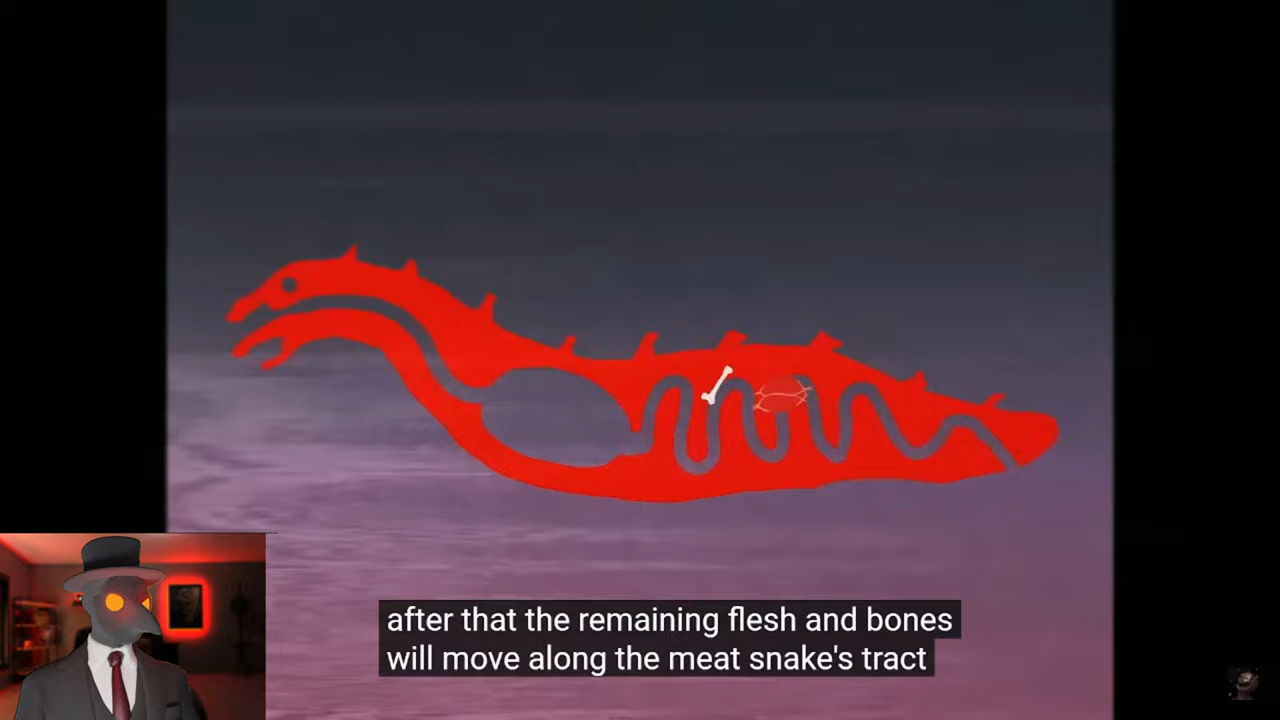 after that the remaining flesh and bones
will move along the meat snake's tract